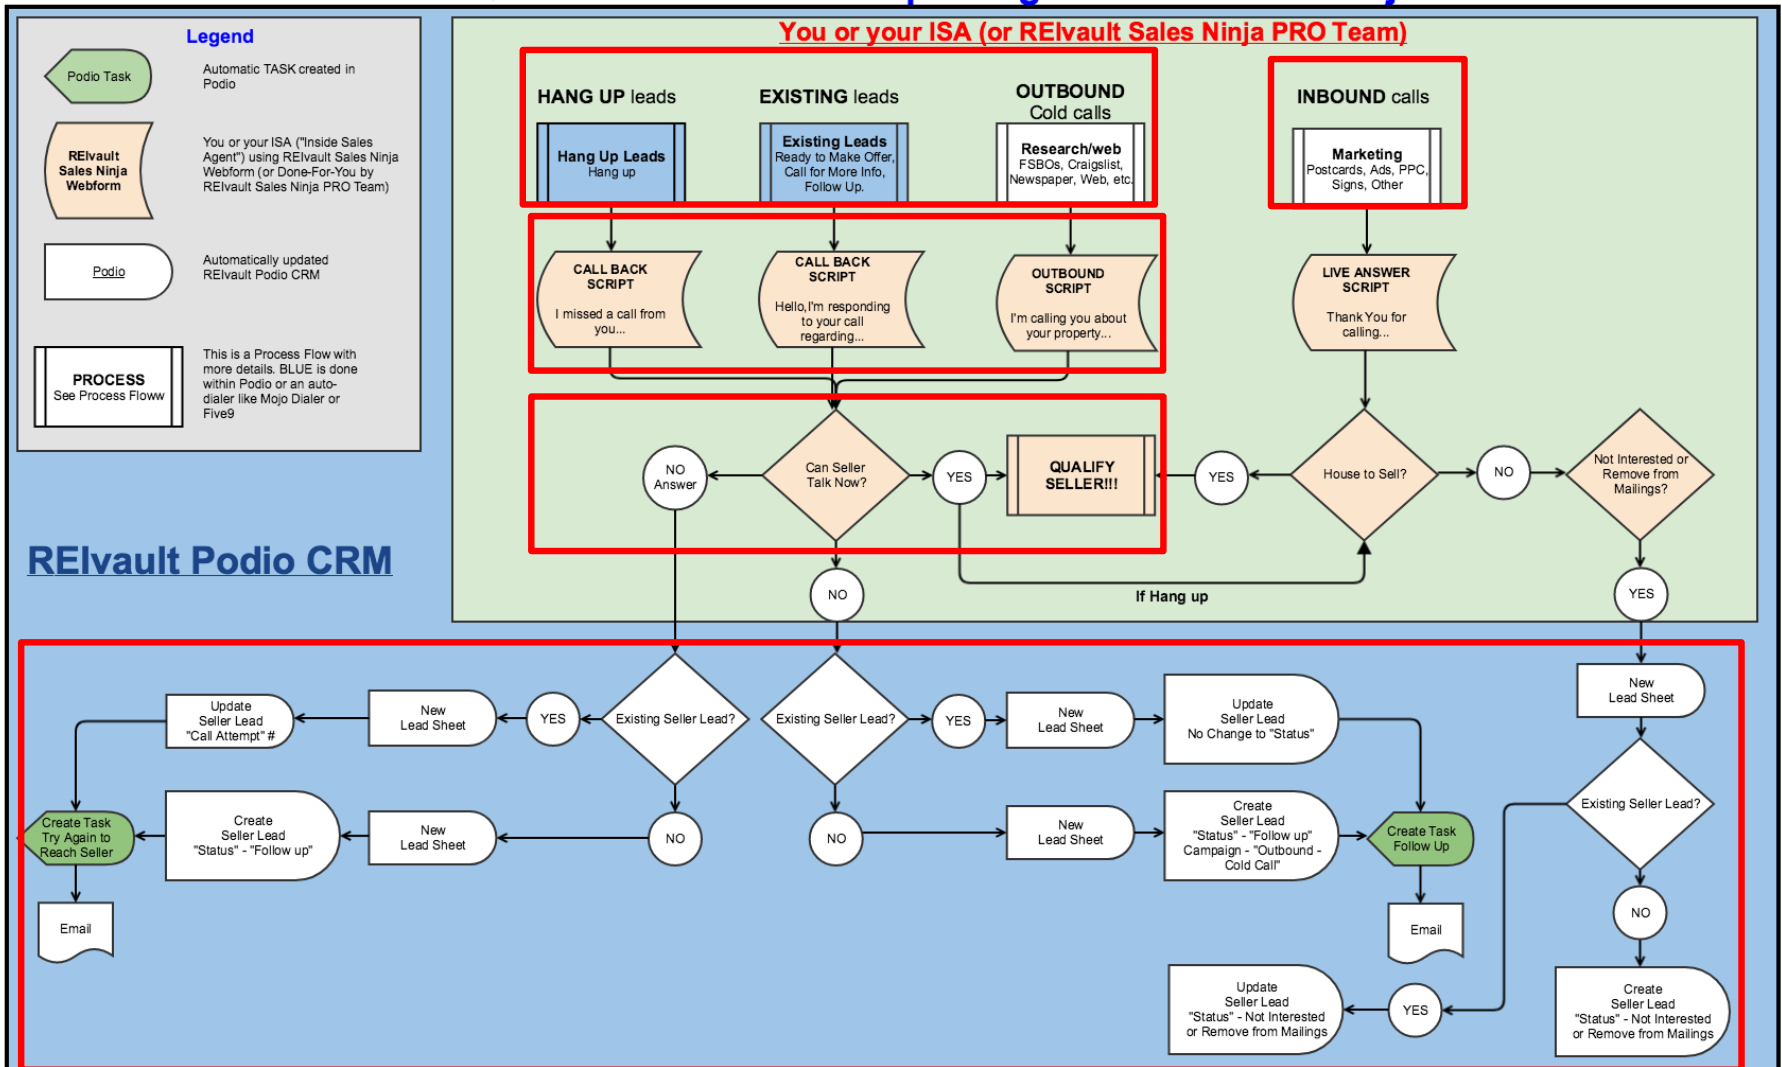 You or your ISA (or REIvault Sales Ninja PRO Team)
Legend
Podio Task
Automatic TASK created in
Podio
REIvault
Sales Ninja
Webform
You or your ISA ("Inside Sales
Agent") using REIvault Sales Ninja
Webform (or Done-For-You by
REIvault Sales Ninja PRO Team)
Podio
Automatically updated
REIvault Podio CRM
PROCESS
See Process Floww
This is a Process Flow with
more details. BLUE is done
within Podio or an auto-
dialer like Mojo Dialer or
Five9
REIvault Podio CRM
HANG UP leads
EXISTING leads
OUTBOUND
Cold calls
INBOUND calls
Hang Up Leads
Hang up
Existing Leads
Ready to Make Offer,
Call for More Info,
Follow Up.
Research/web
FSBOs, Craigslist,
Newspaper, Web, etc.
Marketing
Postcards, Ads, PPC,
Signs, Other
CALL BACK
SCRIPT
I missed a call from
you...
CALL BACK
SCRIPT
Hello,I'm responding
to your call
regarding...
OUTBOUND
SCRIPT
I'm calling you about
your property...
LIVE ANSWER
SCRIPT
Thank You for
calling...
NO
Answer
Can Seller
Talk Now?
YES
QUALIFY
SELLER!!!
YES
House to Sell?
NO
Not Interested or
Remove from
Mailings?
NO
If Hang up
YES
Update
Seller Lead
"Call Attempt" #
New
Lead Sheet
YES
Existing Seller Lead?
Existing Seller Lead?
YES
New
Lead Sheet
Update
Seller Lead
No Change to "Status"
New
Lead Sheet
Create Task
Try Again to
Reach Seller
Create
Seller Lead
"Status" - "Follow up"
New
Lead Sheet
NO
NO
New
Lead Sheet
Create
Seller Lead
"Status" - "Follow up"
Campaign - "Outbound -
Cold Call"
Create Task
Follow Up
Existing Seller Lead?
Email
Email
NO
Update
Seller Lead
"Status" - Not Interested
or Remove from Mailings
YES
Create
Seller Lead
"Status" - Not Interested
or Remove from Mailings